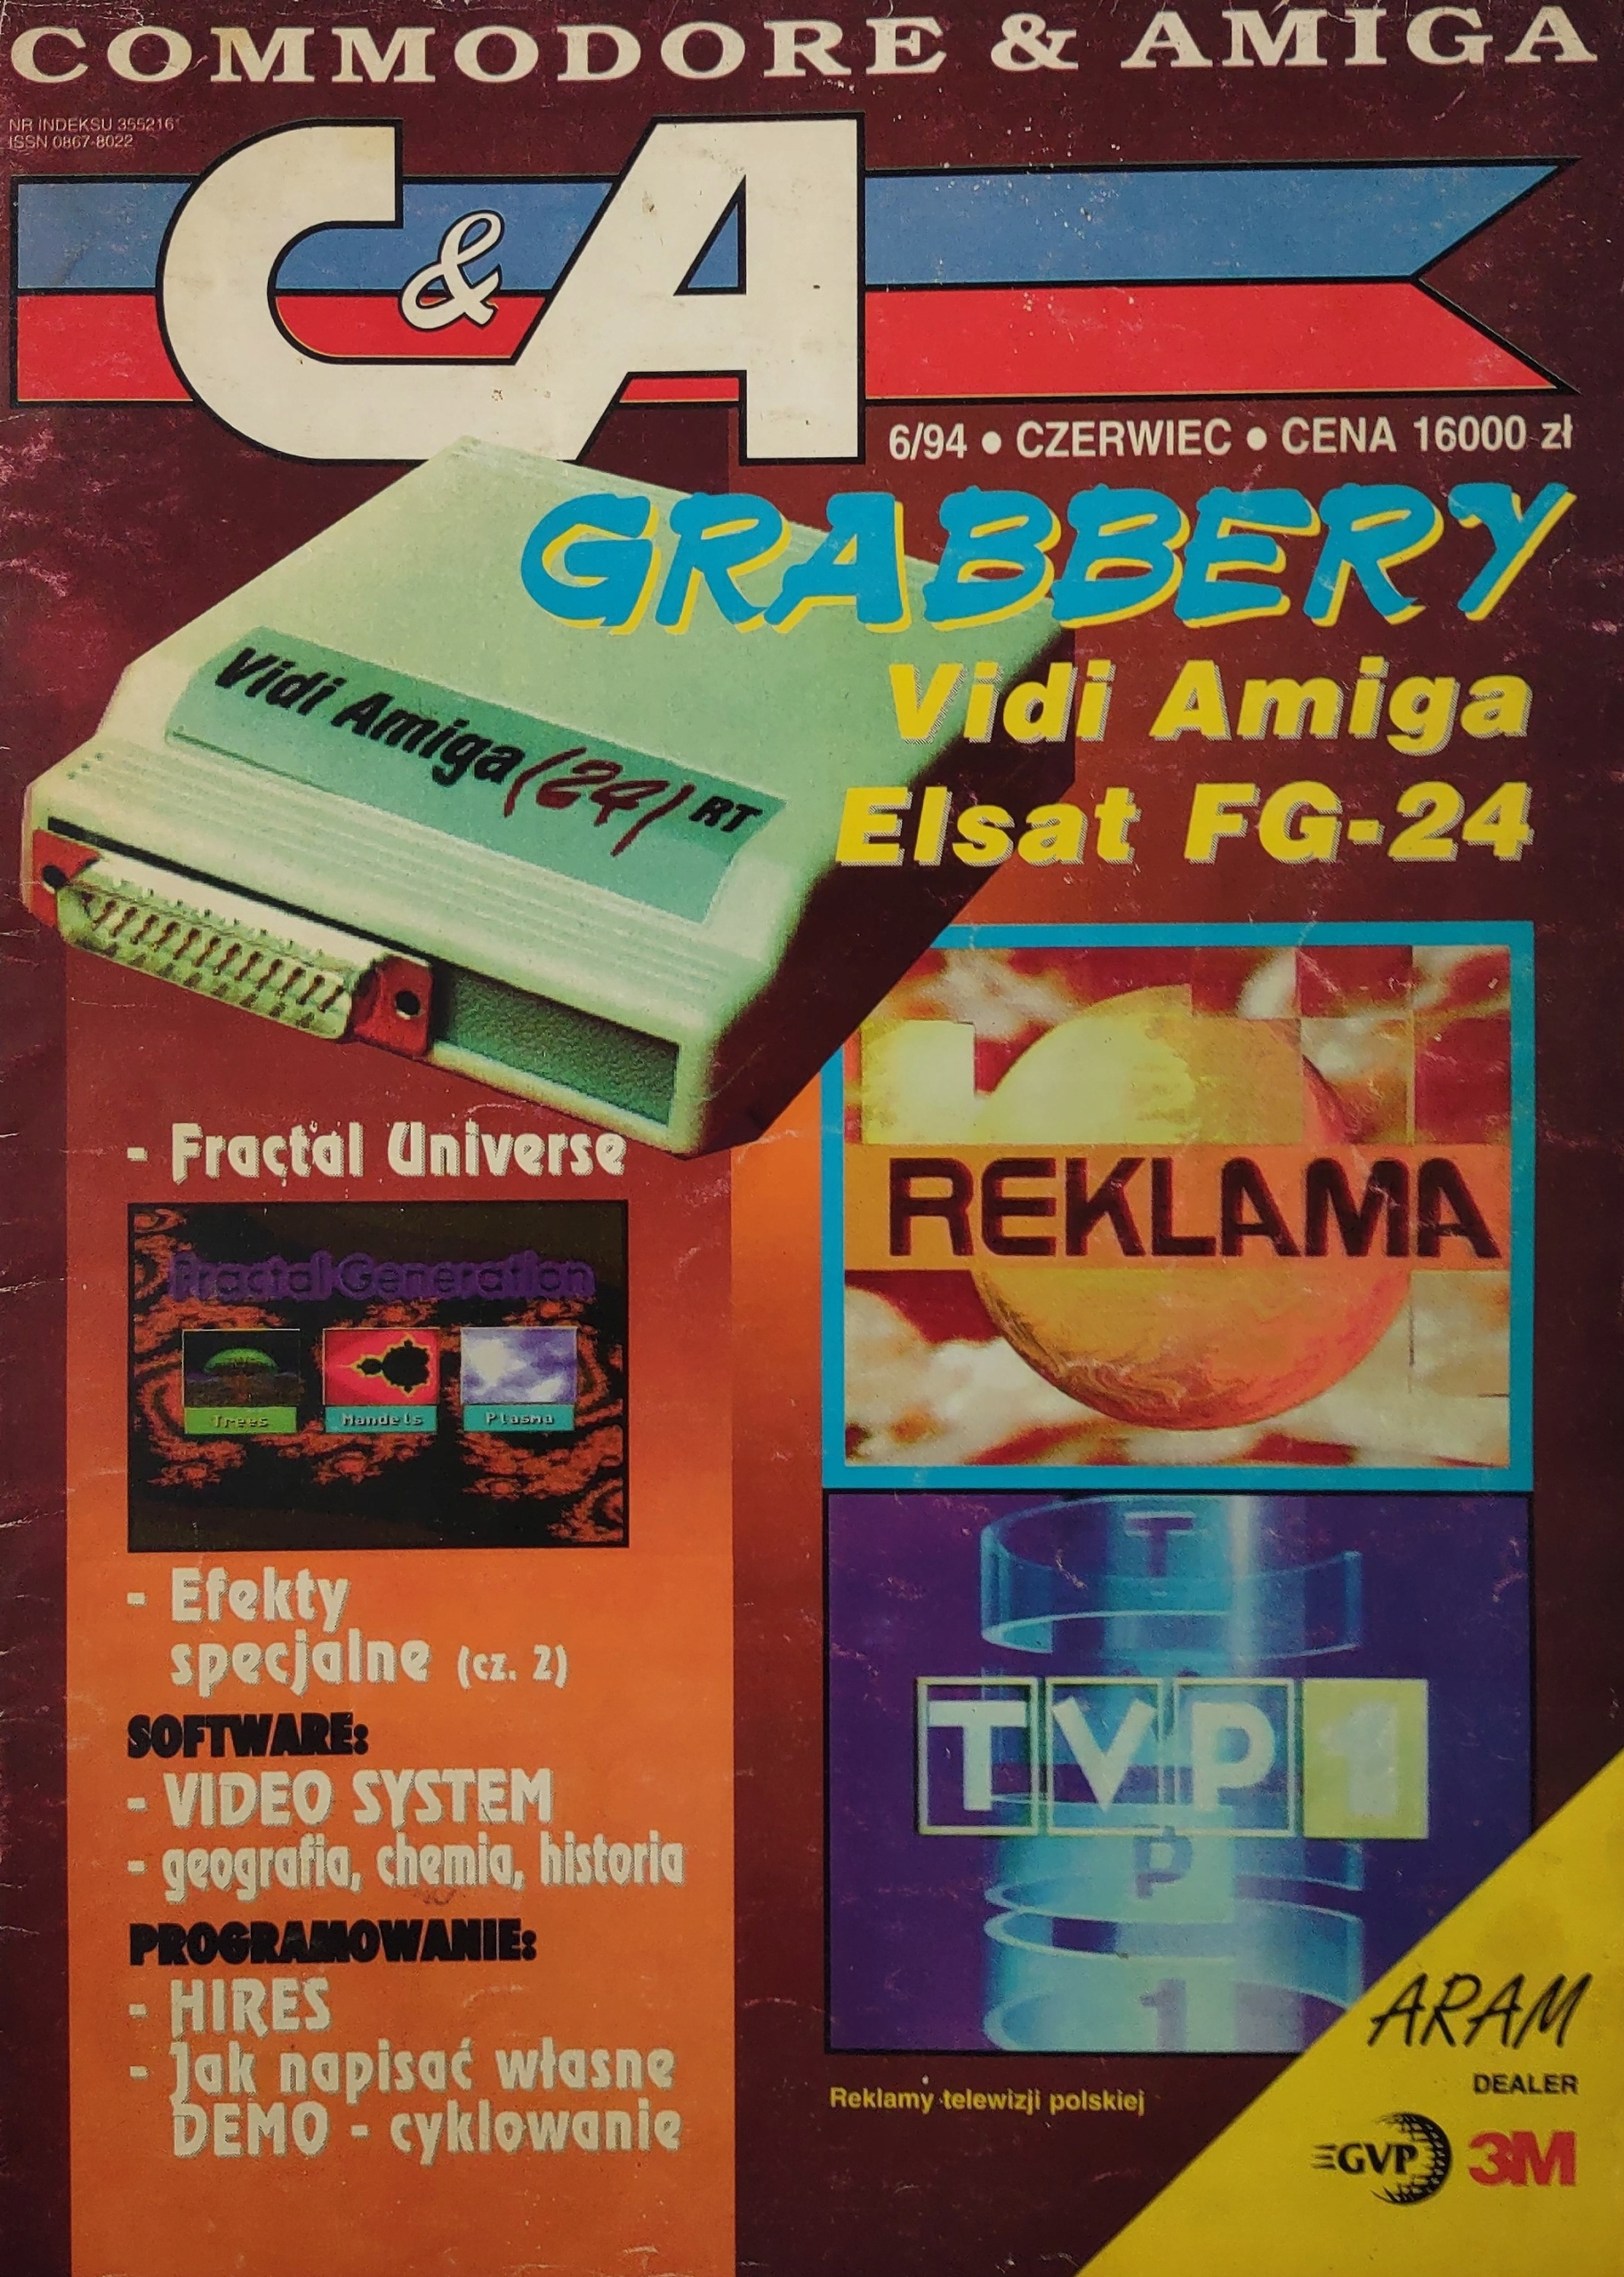 COMMODORE & AMIGA
NR INDEKSU 355216
ISSN 0867-8022
C&A
6/94 • CZERWIEC • CENA 16000 zł
GRABBERY
Vidi Amiga
Elsat FG-24
Vidi Amiga (24) RT
- Fractal Universe
Fractal Generation
Trees Mandels Plasma
- Efekty
specjalne (cz. 2)
SOFTWARE:
- VIDEO SYSTEM
- geografia, chemia, historia
PROGRAMOWANIE:
- HIRES
- Jak napisać własne
DEMO - cyklowanie
REKLAMA
T
TVP1
P
1
Reklamy telewizji polskiej
ARAM
DEALER
GVP 3M